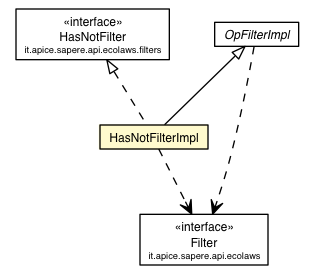 «interface»
HasNotFilter
it.apice.sapere.api.ecolaws.filters
OpFilterImpl
HasNotFilterImpl
«interface»
Filter
it.apice.sapere.api.ecolaws